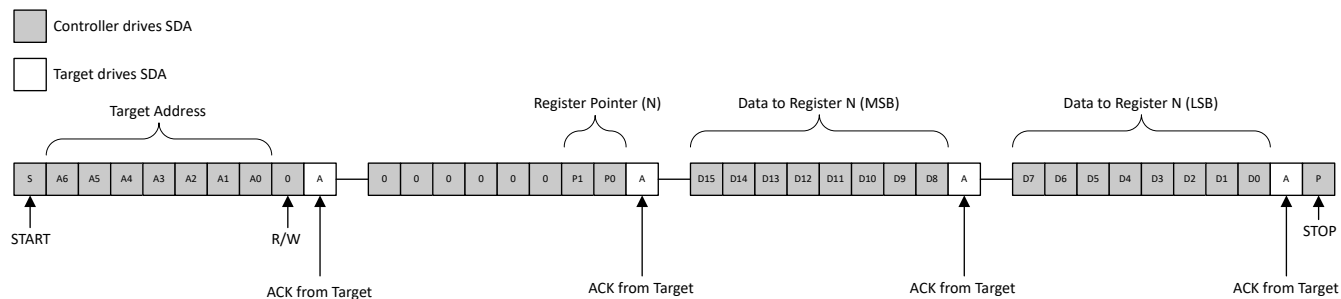 Controller drives SDA
Target drives SDA
Target Address
Register Pointer (N)
Data to Register N (MSB)
Data to Register N (LSB)
S A6 A5 A4 A3 A2 A1 A0 0 A 0 0 0 0 0 0 P1 P0 A D15 D14 D13 D12 D11 D10 D9 D8 A D7 D6 D5 D4 D3 D2 D1 D0 A P
START
R/W
STOP
ACK from Target
ACK from Target
ACK from Target
ACK from Target